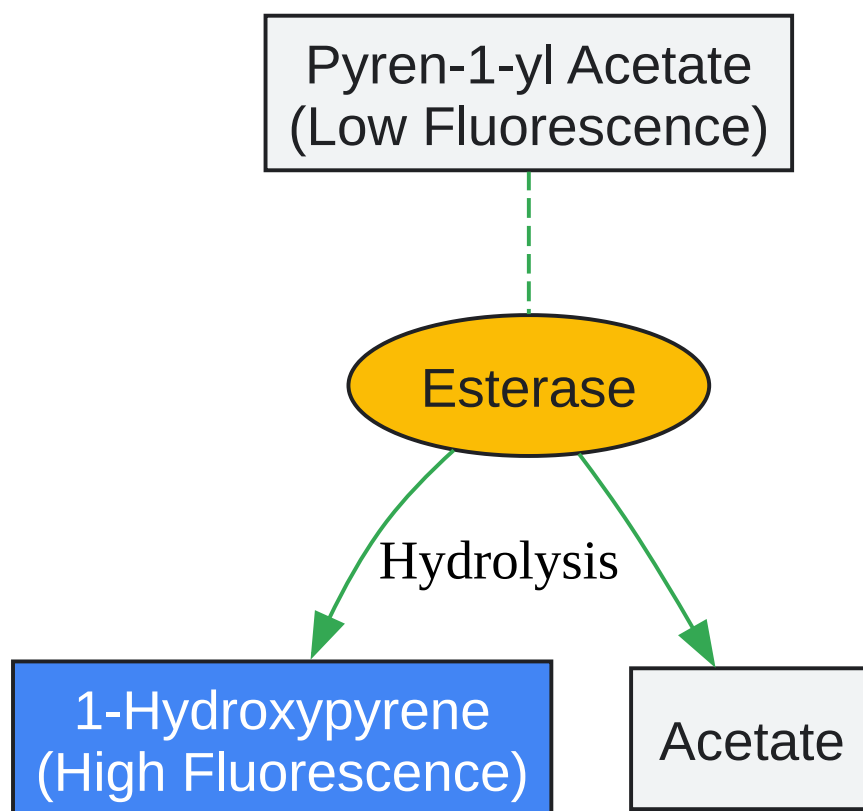 Pyren-1-yl Acetate
(Low Fluorescence)
Esterase
Hydrolysis
1-Hydroxypyrene
(High Fluorescence)
Acetate